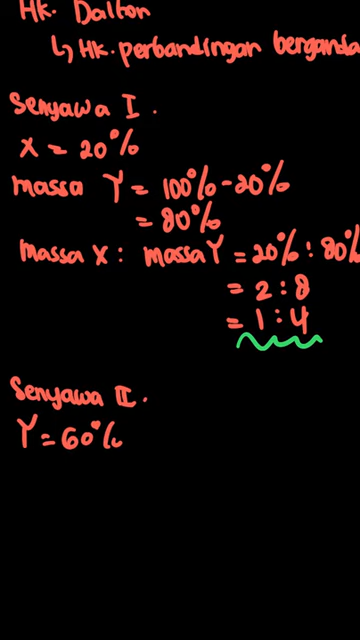 Hk. Dalton
↳ Hk. perbandingan berganda
Senyawa I.
X = 20%
massa Y = 100% - 20%
= 80%
massa X : massa Y = 20% : 80%
= 2 : 8
= 1 : 4
Senyawa II.
Y = 60%